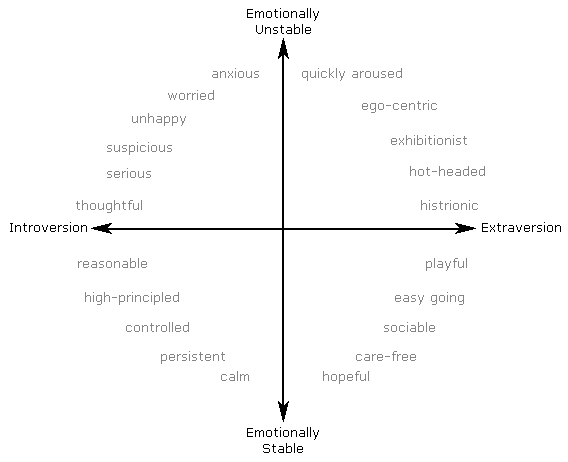 Emotionally
Unstable
anxious quickly aroused
worried
ego-centric
unhappy
exhibitionist
suspicious
hot-headed
serious
thoughtful histrionic
Introversion Extraversion
reasonable playful
high-principled easy going
controlled sociable
persistent care-free
calm hopeful
Emotionally
Stable